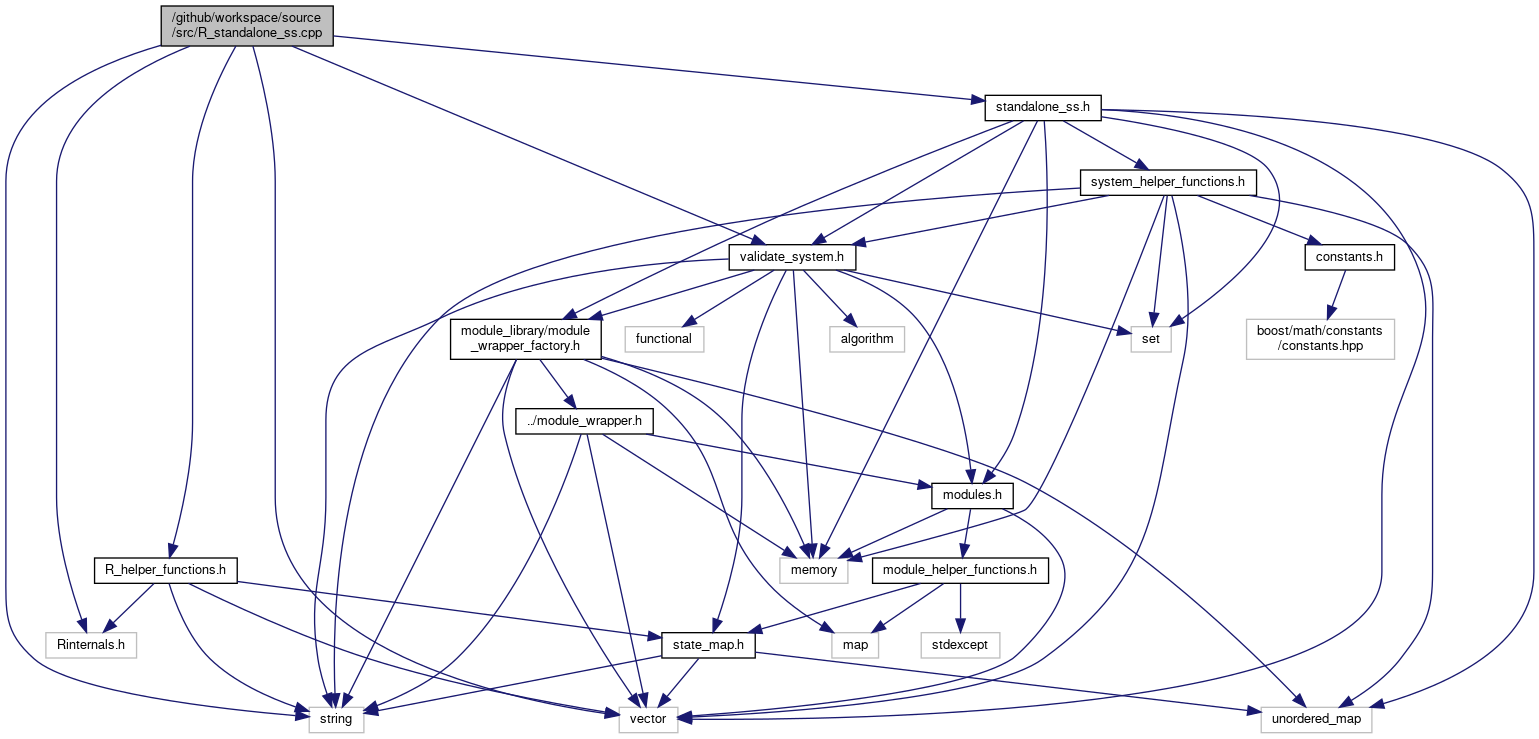 /github/workspace/source
/src/R_standalone_ss.cpp
standalone_ss.h
system_helper_functions.h
validate_system.h
constants.h
module_library/module
_wrapper_factory.h
functional
algorithm
set
boost/math/constants
/constants.hpp
../module_wrapper.h
modules.h
R_helper_functions.h
memory
module_helper_functions.h
Rinternals.h
state_map.h
map
stdexcept
string
vector
unordered_map